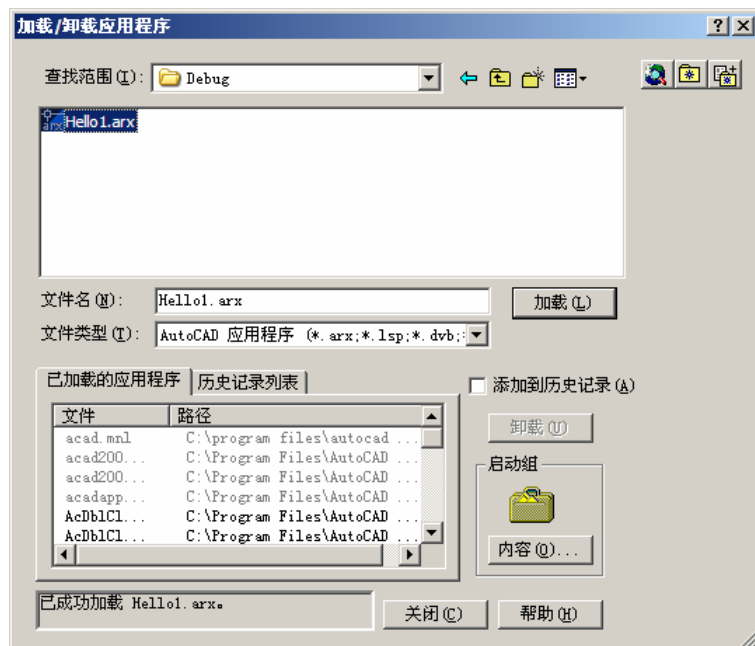 加载/卸载应用程序
查找范围(I): Debug
arx Hello1.arx
文件名(N): Hello1.arx 加载(L)
文件类型(T): AutoCAD 应用程序 (*.arx;*.lsp;*.dvb;
已加载的应用程序 历史记录列表 添加到历史记录(A)
文件 路径
acad.mnl C:\program files\autocad ...
卸载(U)
acad200... C:\Program Files\AutoCAD ...
acad200... C:\Program Files\AutoCAD ...
启动组
acadapp... C:\Program Files\AutoCAD ...
AcDblCl... C:\Program Files\AutoCAD ...
AcDblCl... C:\Program Files\AutoCAD ...
内容(O)...
已成功加载 Hello1.arx。 关闭(C) 帮助(H)